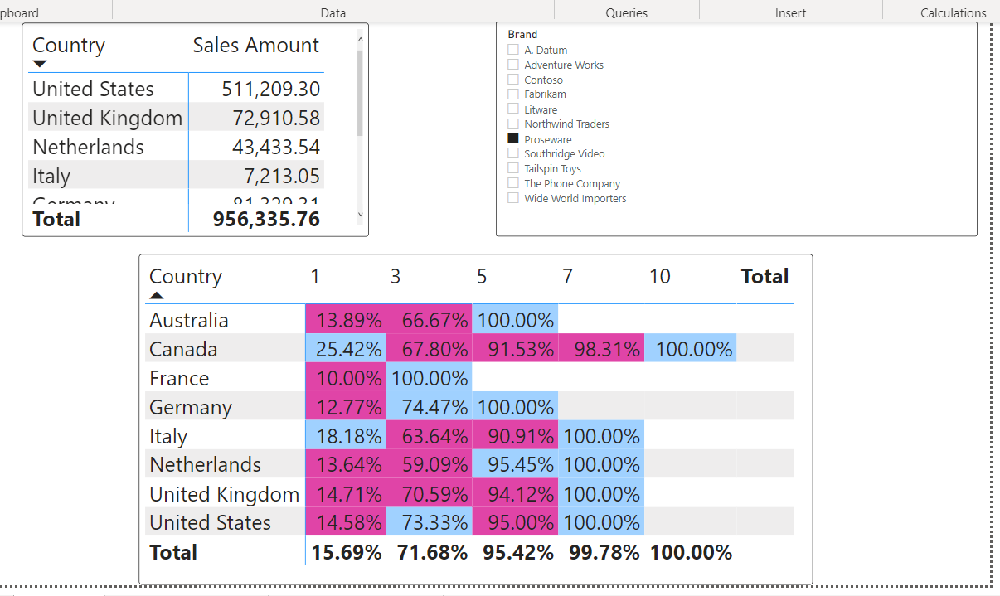 pboard Data Queries Insert Calculations
Country Sales Amount
United States 511,209.30
United Kingdom 72,910.58
Netherlands 43,433.54
Italy 7,213.05
Germany 81,329.31
Total 956,335.76
Brand
A. Datum
Adventure Works
Contoso
Fabrikam
Litware
Northwind Traders
Proseware
Southridge Video
Tailspin Toys
The Phone Company
Wide World Importers
Country 1 3 5 7 10 Total
Australia 13.89% 66.67% 100.00%
Canada 25.42% 67.80% 91.53% 98.31% 100.00%
France 10.00% 100.00%
Germany 12.77% 74.47% 100.00%
Italy 18.18% 63.64% 90.91% 100.00%
Netherlands 13.64% 59.09% 95.45% 100.00%
United Kingdom 14.71% 70.59% 94.12% 100.00%
United States 14.58% 73.33% 95.00% 100.00%
Total 15.69% 71.68% 95.42% 99.78% 100.00%